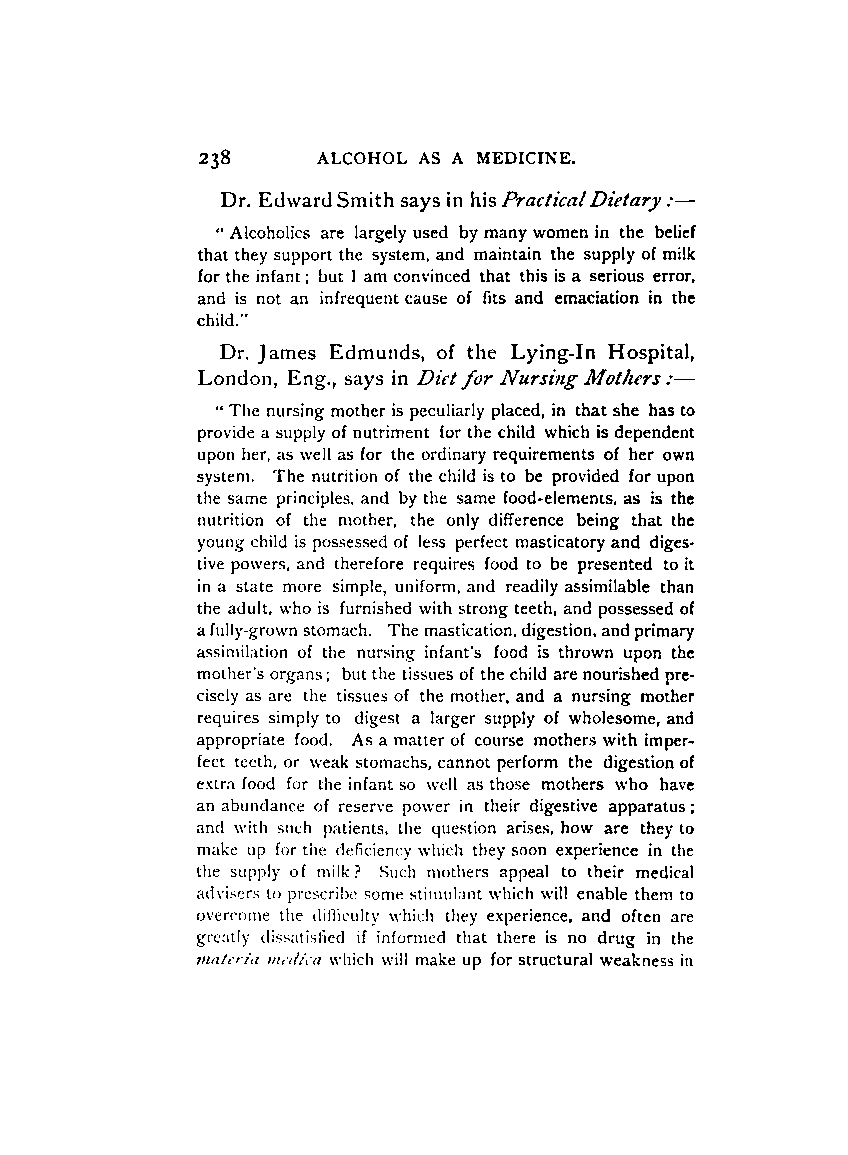 238 ALCOHOL AS A MEDICINE.
Dr. Edward Smith says in his Practical Dietary :—
" Alcoholics are largely used by many women in the belief
that they support the system, and maintain the supply of milk
for the infant ; but I am convinced that this is a serious error,
and is not an infrequent cause of fits and emaciation in the
child."
Dr. James Edmunds, of the Lying-In Hospital,
London, Eng., says in Diet for Nursing Mothers :—
" The nursing mother is peculiarly placed, in that she has to
provide a supply of nutriment for the child which is dependent
upon her, as well as for the ordinary requirements of her own
system. The nutrition of the child is to be provided for upon
the same principles, and by the same food-elements, as is the
nutrition of the mother, the only difference being that the
young child is possessed of less perfect masticatory and diges-
tive powers, and therefore requires food to be presented to it
in a state more simple, uniform, and readily assimilable than
the adult, who is furnished with strong teeth, and possessed of
a fully-grown stomach. The mastication, digestion, and primary
assimilation of the nursing infant's food is thrown upon the
mother's organs ; but the tissues of the child are nourished pre-
cisely as are the tissues of the mother, and a nursing mother
requires simply to digest a larger supply of wholesome, and
appropriate food. As a matter of course mothers with imper-
fect teeth, or weak stomachs, cannot perform the digestion of
extra food for the infant so well as those mothers who have
an abundance of reserve power in their digestive apparatus ;
and with such patients, the question arises, how are they to
make up for the deficiency which they soon experience in the
the supply of milk ? Such mothers appeal to their medical
advisers to prescribe some stimulant which will enable them to
overcome the difficulty which they experience, and often are
greatly dissatisfied if informed that there is no drug in the
materia medica which will make up for structural weakness in